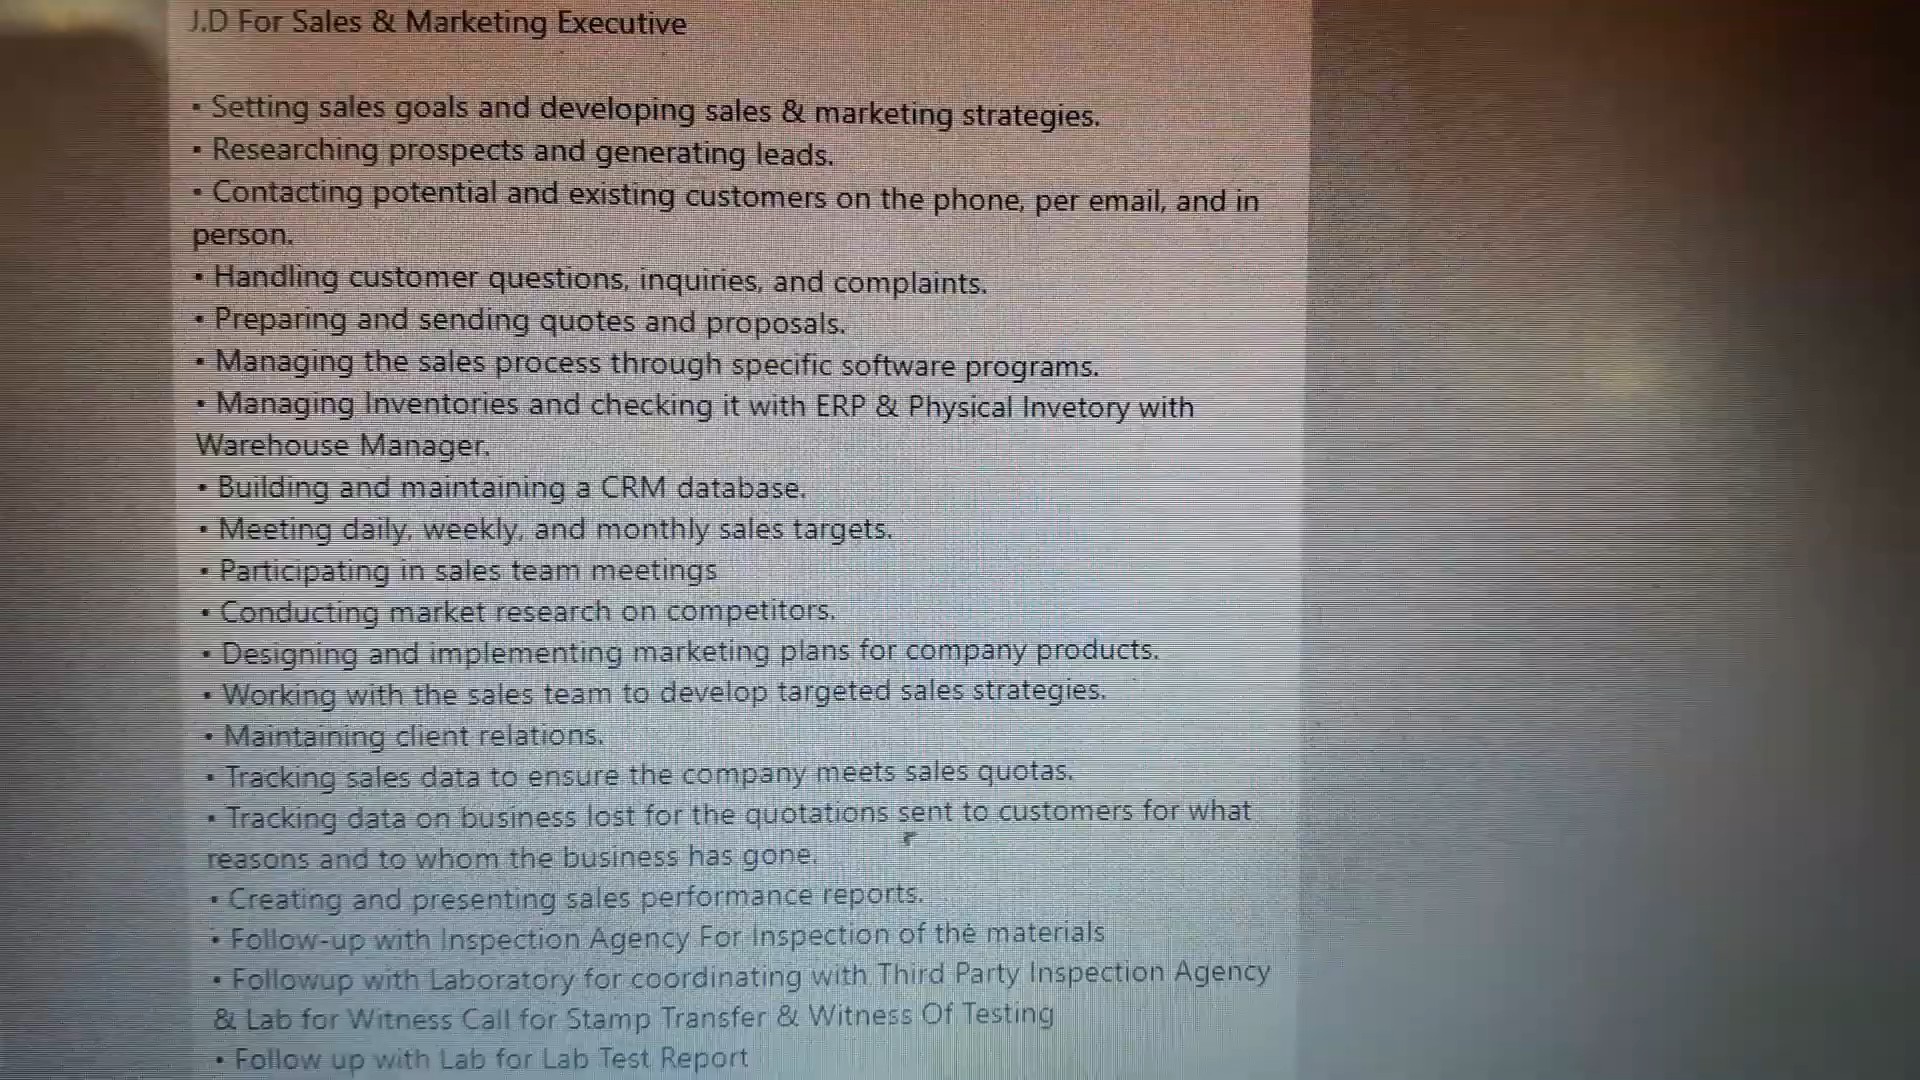 J.D For Sales & Marketing Executive
• Setting sales goals and developing sales & marketing strategies.
• Researching prospects and generating leads.
• Contacting potential and existing customers on the phone, per email, and in
person.
• Handling customer questions, inquiries, and complaints.
• Preparing and sending quotes and proposals.
• Managing the sales process through specific software programs.
• Managing Inventories and checking it with ERP & Physical Invetory with
Warehouse Manager.
• Building and maintaining a CRM database.
• Meeting daily, weekly, and monthly sales targets.
• Participating in sales team meetings
• Conducting market research on competitors.
• Designing and implementing marketing plans for company products.
• Working with the sales team to develop targeted sales strategies.
• Maintaining client relations.
• Tracking sales data to ensure the company meets sales quotas.
• Tracking data on business lost for the quotations sent to customers for what
reasons and to whom the business has gone.
• Creating and presenting sales performance reports.
• Follow-up with Inspection Agency For Inspection of the materials
• Followup with Laboratory for coordinating with Third Party Inspection Agency
& Lab for Witness Call for Stamp Transfer & Witness Of Testing
• Follow up with Lab for Lab Test Report